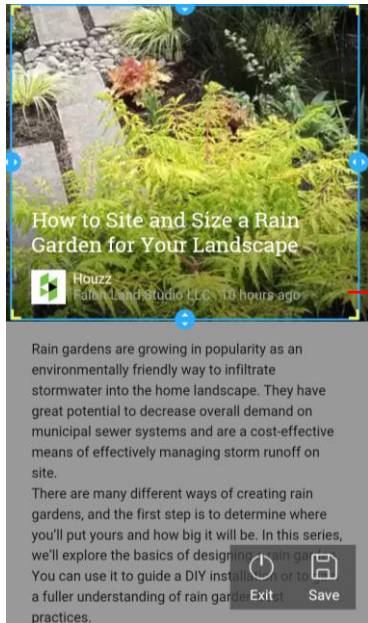 How to Site and Size a Rain
Garden for Your Landscape
Houzz
Falon Land Studio LLC · 10 hours ago
Rain gardens are growing in popularity as an
environmentally friendly way to infiltrate
stormwater into the home landscape. They have
great potential to decrease overall demand on
municipal sewer systems and are a cost-effective
means of effectively managing storm runoff on
site.
There are many different ways of creating rain
gardens, and the first step is to determine where
you'll put yours and how big it will be. In this series,
we'll explore the basics of designing a rain garden.
You can use it to guide a DIY installation or to
a fuller understanding of rain garden best
practices.
Exit
Save